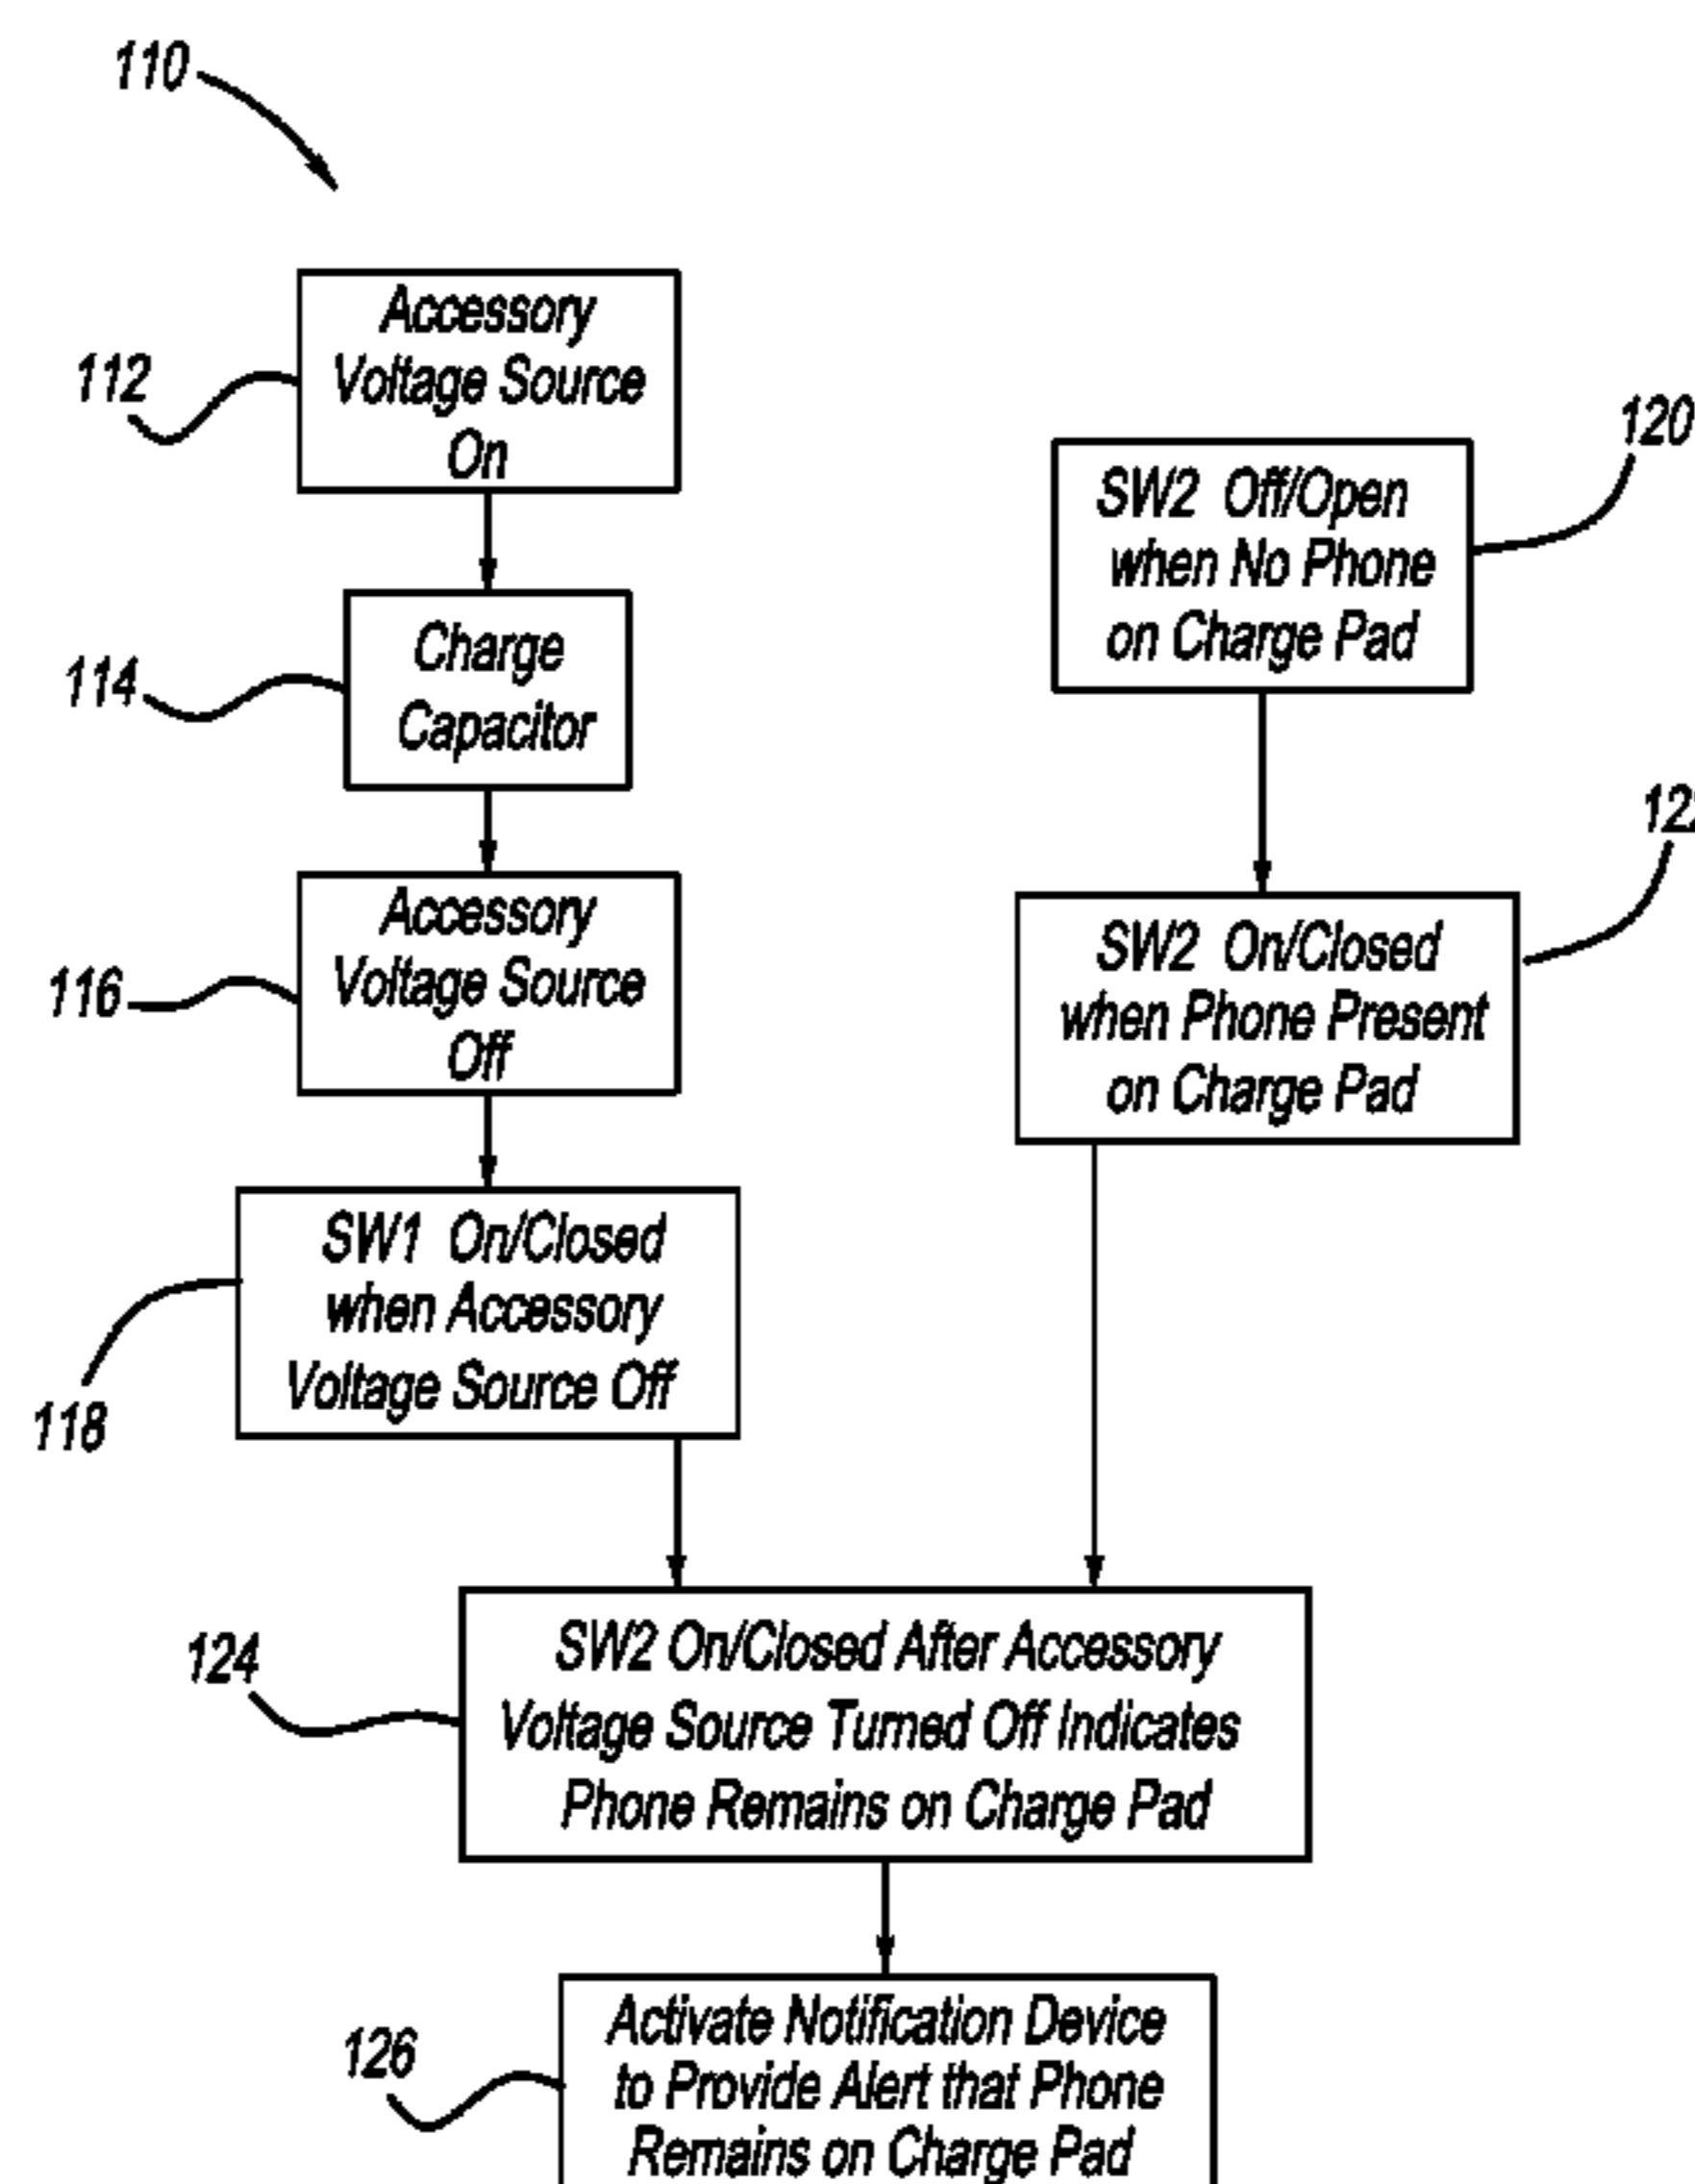 110
112
Accessory
Voltage Source
On
114
Charge
Capacitor
116
Accessory
Voltage Source
Off
118
SW1 On/Closed
when Accessory
Voltage Source Off
120
SW2 Off/Open
when No Phone
on Charge Pad
SW2 On/Closed
when Phone Present
on Charge Pad
124
SW2 On/Closed After Accessory
Voltage Source Turned Off Indicates
Phone Remains on Charge Pad
126
Activate Notification Device
to Provide Alert that Phone
Remains on Charge Pad